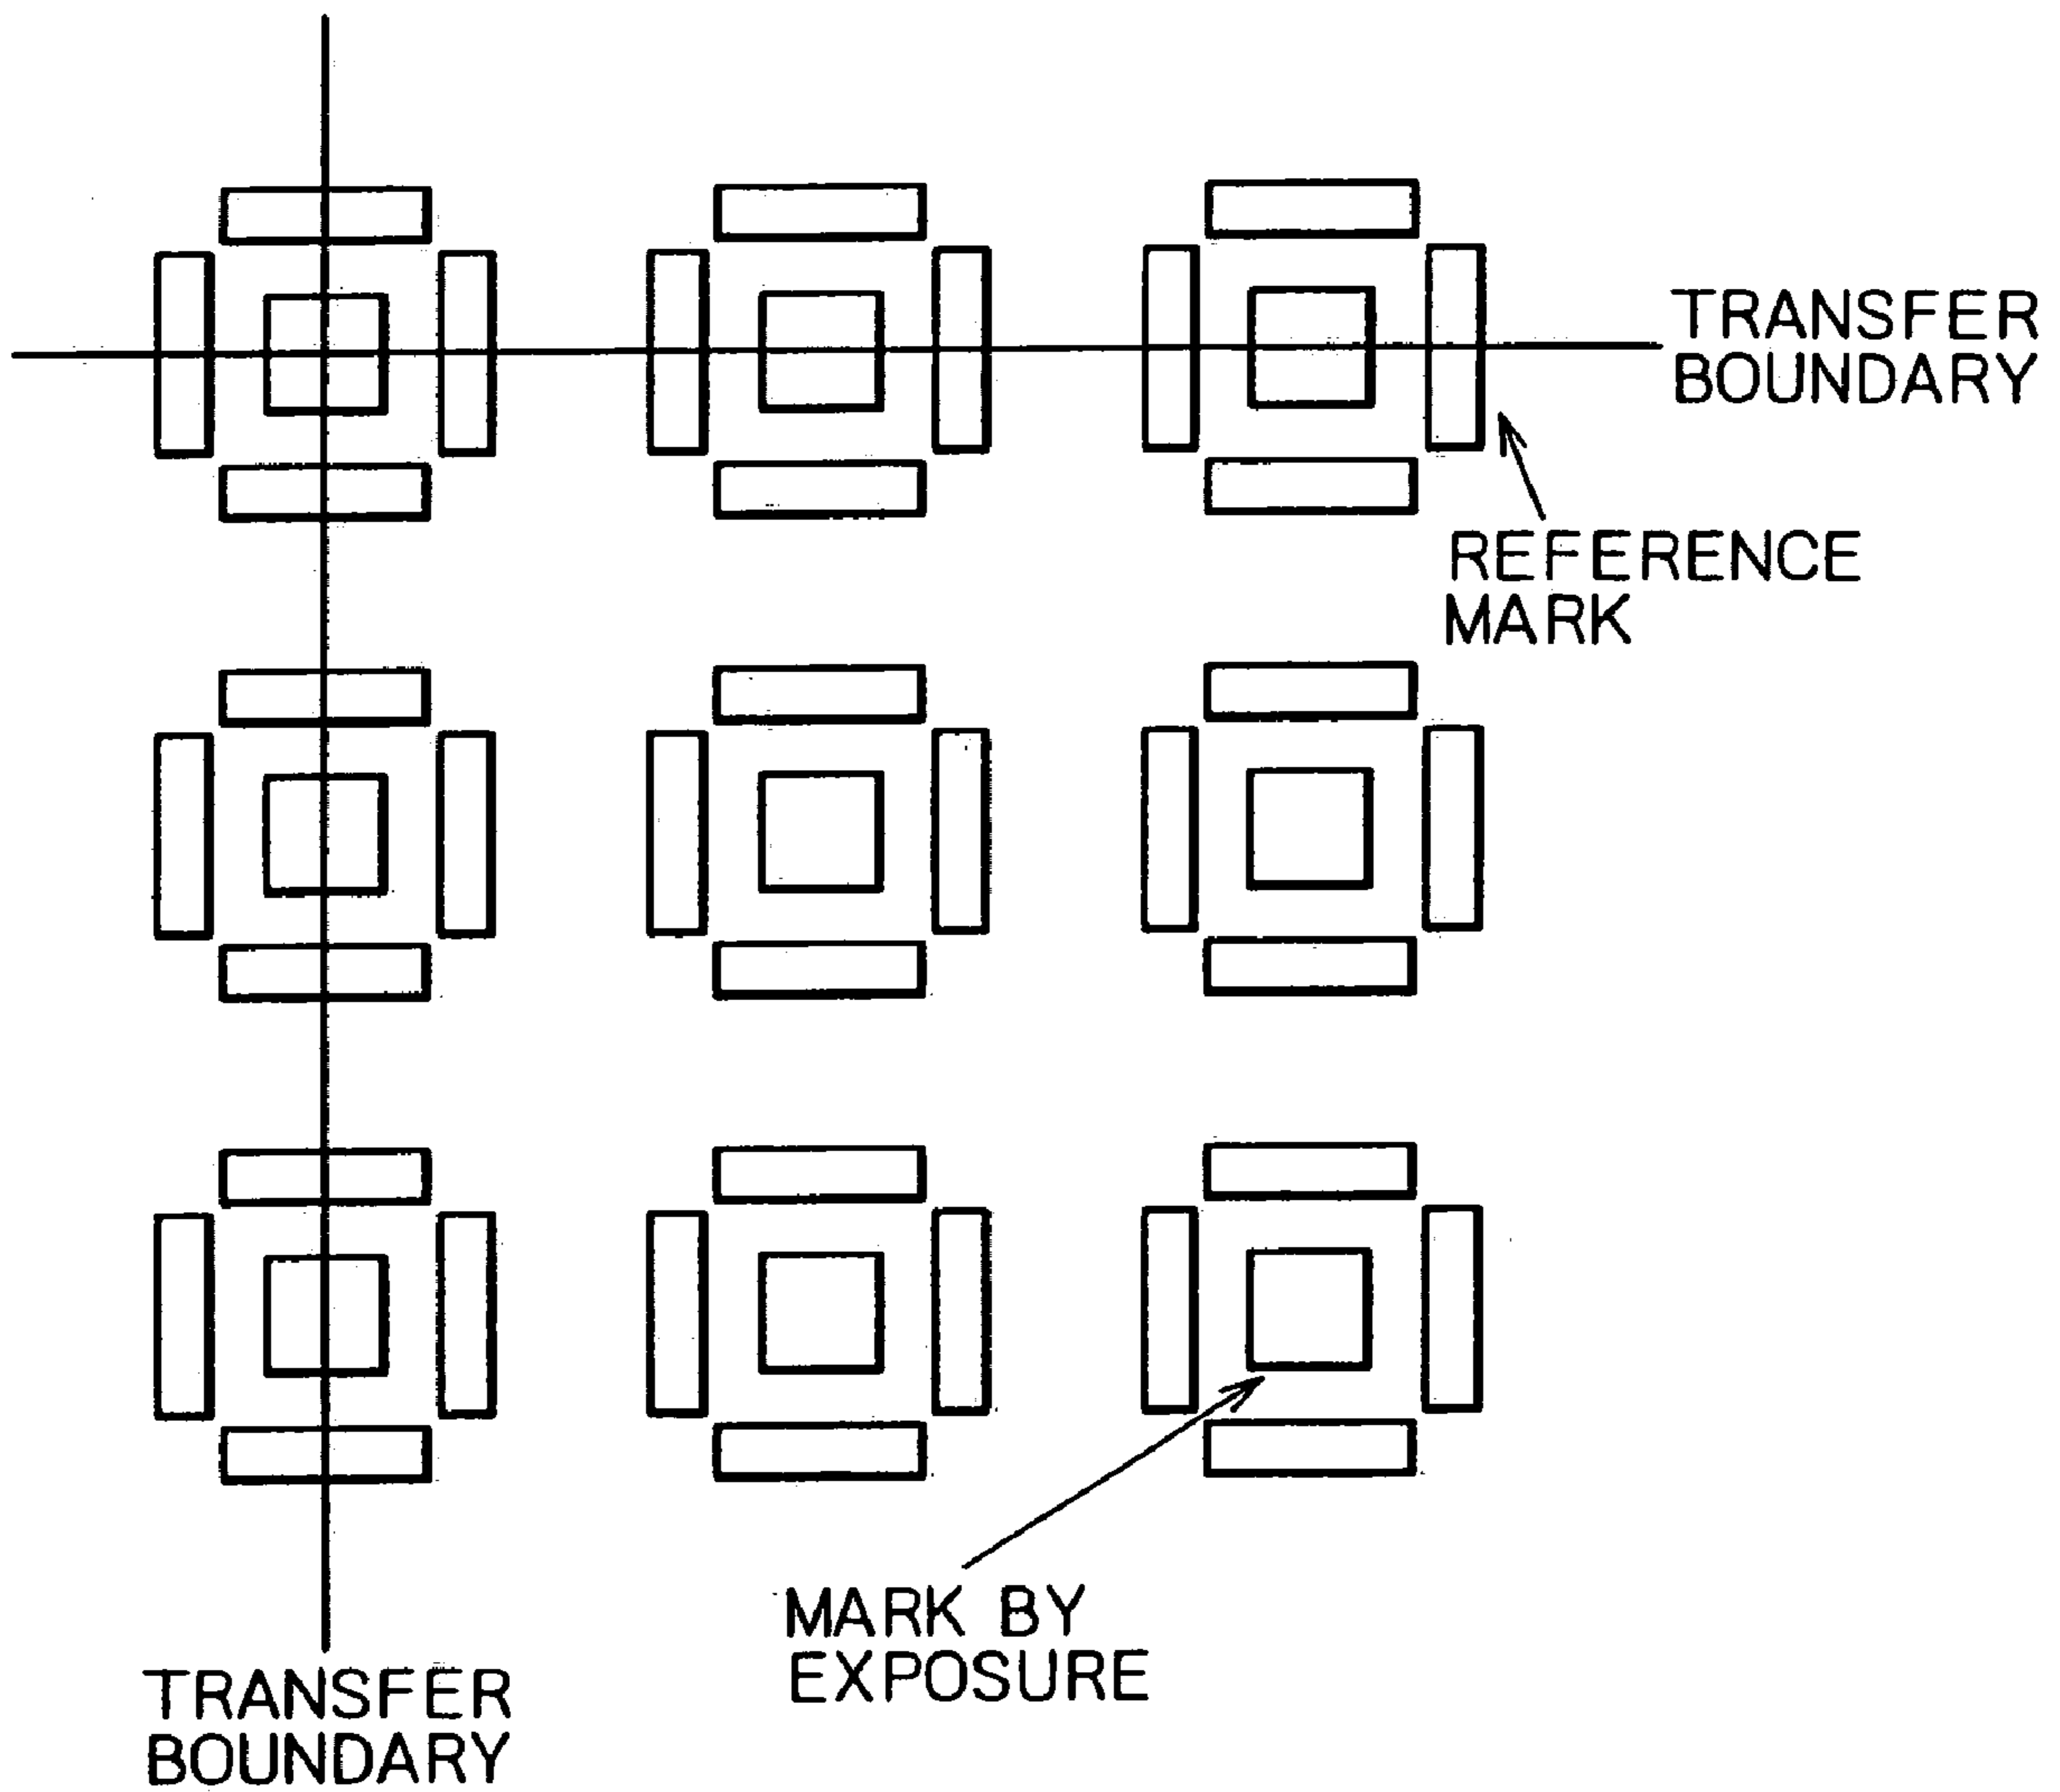 TRANSFER
BOUNDARY
REFERENCE
MARK
MARK BY
EXPOSURE
TRANSFER
BOUNDARY